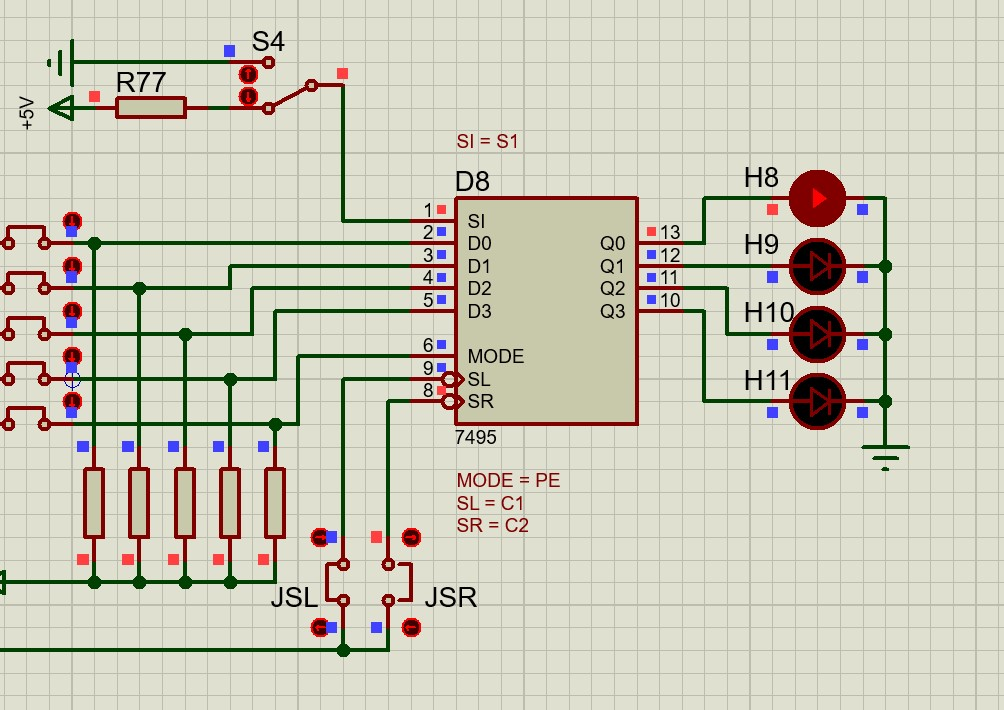 S4
R77
+5V
SI = S1
D8
1 SI
2 D0
3 D1
4 D2
5 D3
6 MODE
9 SL
8 SR
Q0 13
Q1 12
Q2 11
Q3 10
7495
H8
H9
H10
H11
MODE = PE
SL = C1
SR = C2
JSL
JSR